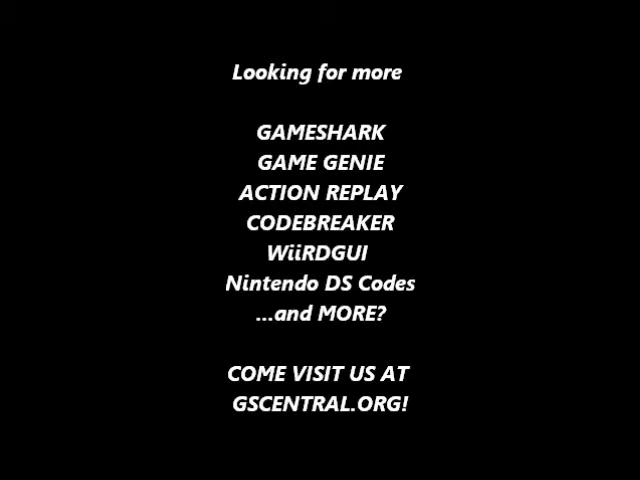 Looking for more
GAMESHARK
GAME GENIE
ACTION REPLAY
CODEBREAKER
WiiRDGUI
Nintendo DS Codes
...and MORE?
COME VISIT US AT
GSCENTRAL.ORG!